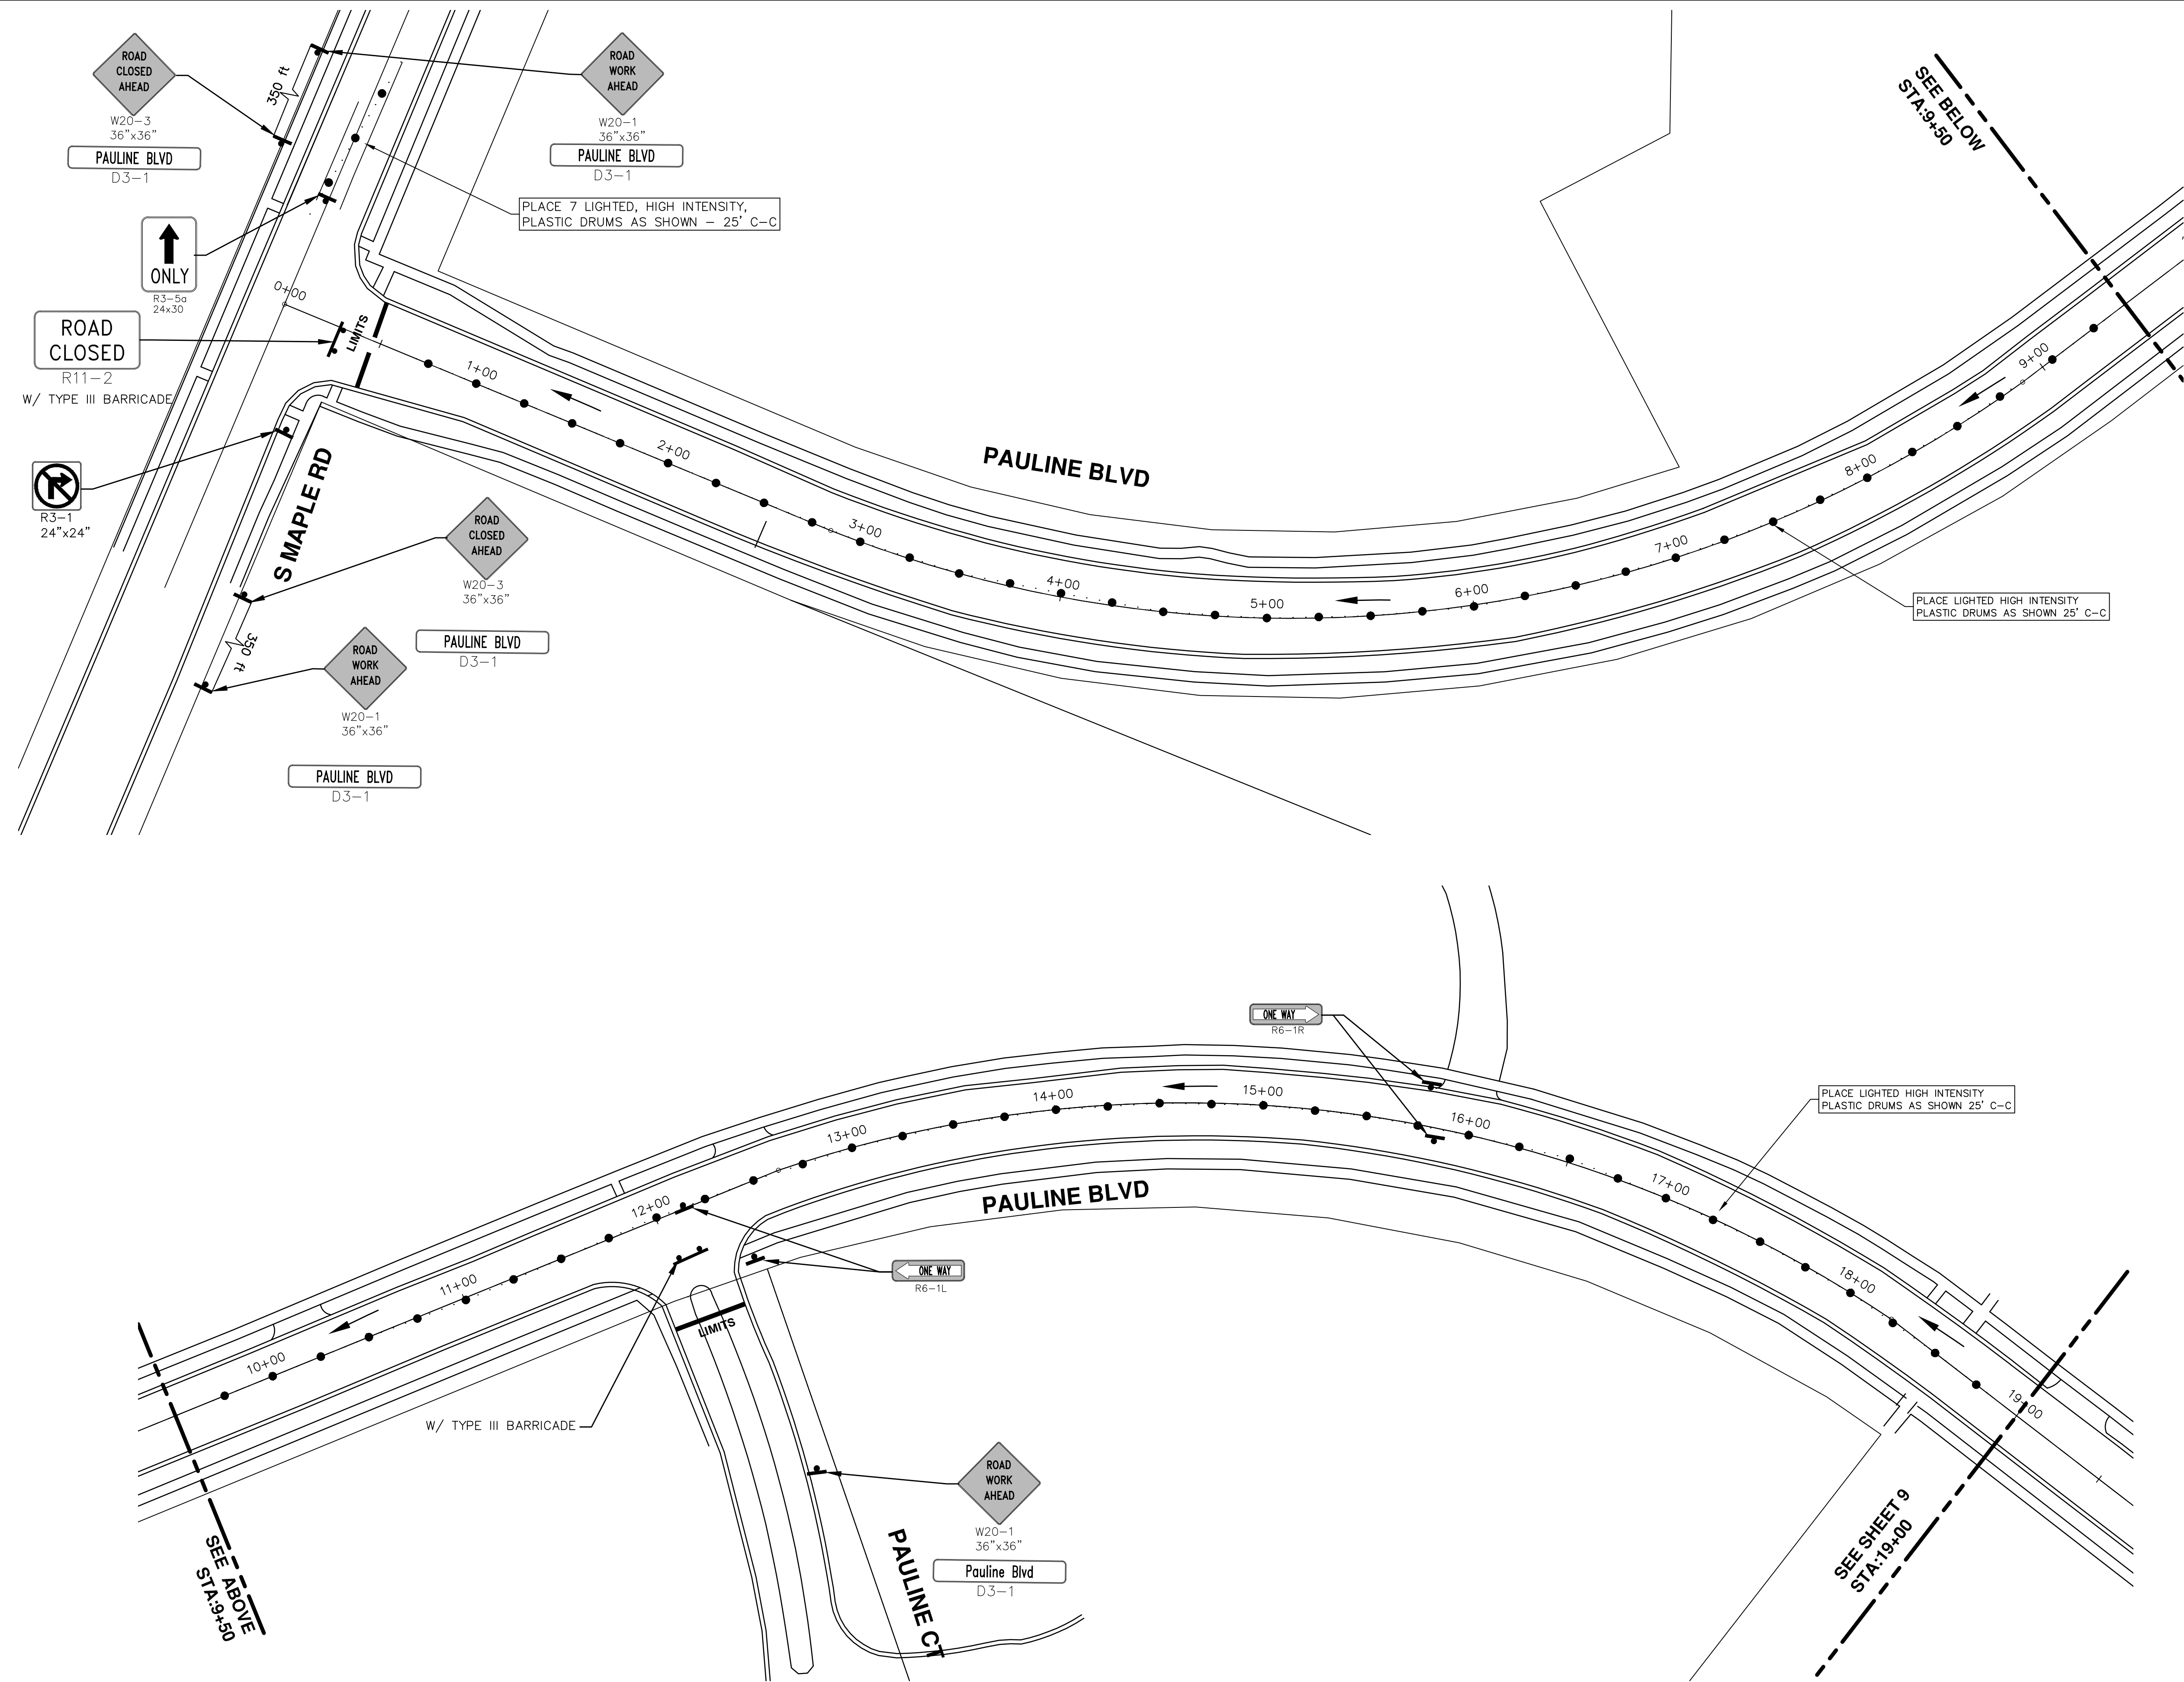 ROAD
CLOSED
AHEAD
W20-3
36"x36"
PAULINE BLVD
D3-1
350 ft
ROAD
WORK
AHEAD
W20-1
36"x36"
PAULINE BLVD
D3-1
PLACE 7 LIGHTED, HIGH INTENSITY,
PLASTIC DRUMS AS SHOWN - 25' C-C
ONLY
R3-5a
24x30
ROAD
CLOSED
R11-2
W/ TYPE III BARRICADE
R3-1
24"x24"
0+00
LIMITS
1+00
2+00
3+00
4+00
5+00
6+00
7+00
8+00
9+00
PAULINE BLVD
SEE BELOW
STA:9+50
PLACE LIGHTED HIGH INTENSITY
PLASTIC DRUMS AS SHOWN 25' C-C
S MAPLE RD
ROAD
CLOSED
AHEAD
W20-3
36"x36"
PAULINE BLVD
D3-1
350 ft
ROAD
WORK
AHEAD
W20-1
36"x36"
PAULINE BLVD
D3-1
ONE WAY
R6-1R
PLACE LIGHTED HIGH INTENSITY
PLASTIC DRUMS AS SHOWN 25' C-C
10+00
11+00
12+00
13+00
14+00
15+00
16+00
17+00
18+00
19+00
PAULINE BLVD
ONE WAY
R6-1L
LIMITS
W/ TYPE III BARRICADE
ROAD
WORK
AHEAD
W20-1
36"x36"
Pauline Blvd
D3-1
PAULINE CT
SEE ABOVE
STA:9+50
SEE SHEET 9
STA:19+00